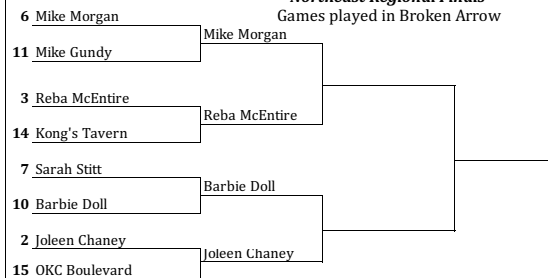 Northeast Regional Finals
6 Mike Morgan
Games played in Broken Arrow
Mike Morgan
11 Mike Gundy
3 Reba McEntire
Reba McEntire
14 Kong's Tavern
7 Sarah Stitt
Barbie Doll
10 Barbie Doll
2 Joleen Chaney
Joleen Chaney
15 OKC Boulevard